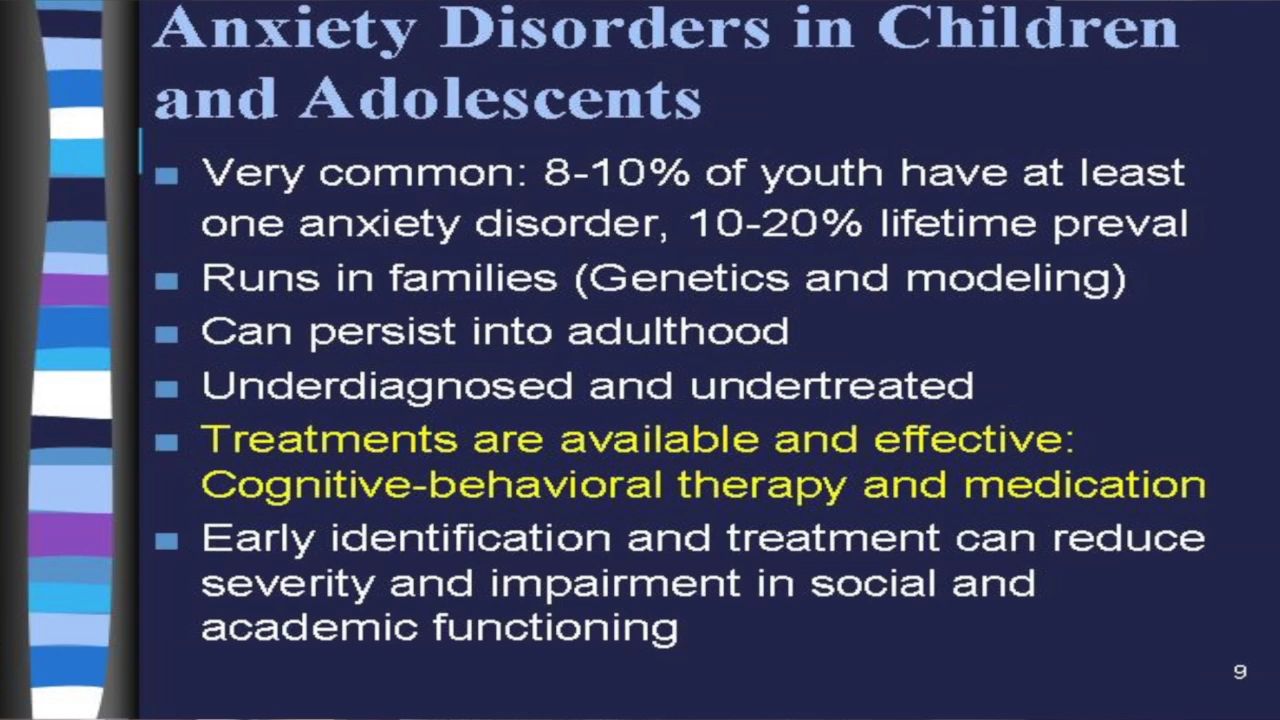 Anxiety Disorders in Children
and Adolescents
Very common: 8-10% of youth have at least
one anxiety disorder, 10-20% lifetime preval
Runs in families (Genetics and modeling)
Can persist into adulthood
Underdiagnosed and undertreated
Treatments are available and effective:
Cognitive-behavioral therapy and medication
Early identification and treatment can reduce
severity and impairment in social and
academic functioning
9